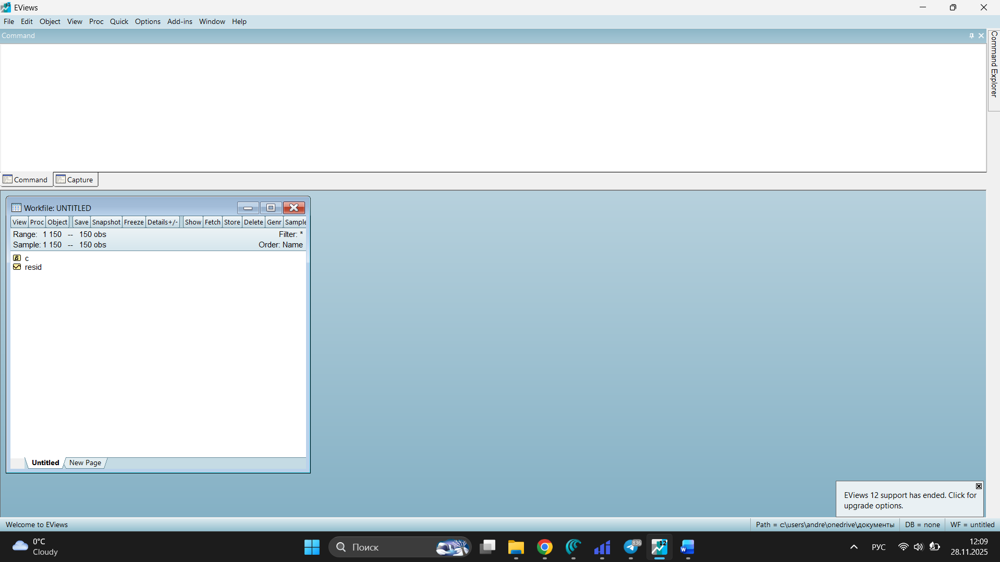 EViews
File Edit Object View Proc Quick Options Add-ins Window Help
Command
Command Explorer
Command Capture
Workfile: UNTITLED
View Proc Object Save Snapshot Freeze Details+/- Show Fetch Store Delete Genr Sample
Range: 1 150 -- 150 obs Filter: *
Sample: 1 150 -- 150 obs Order: Name
β c
resid
Untitled New Page
EViews 12 support has ended. Click for
upgrade options.
Welcome to EViews Path = c:\users\andre\onedrive\документы DB = none WF = untitled
0°C
Cloudy
Поиск
836
12
W
РУС
12:09
28.11.2025